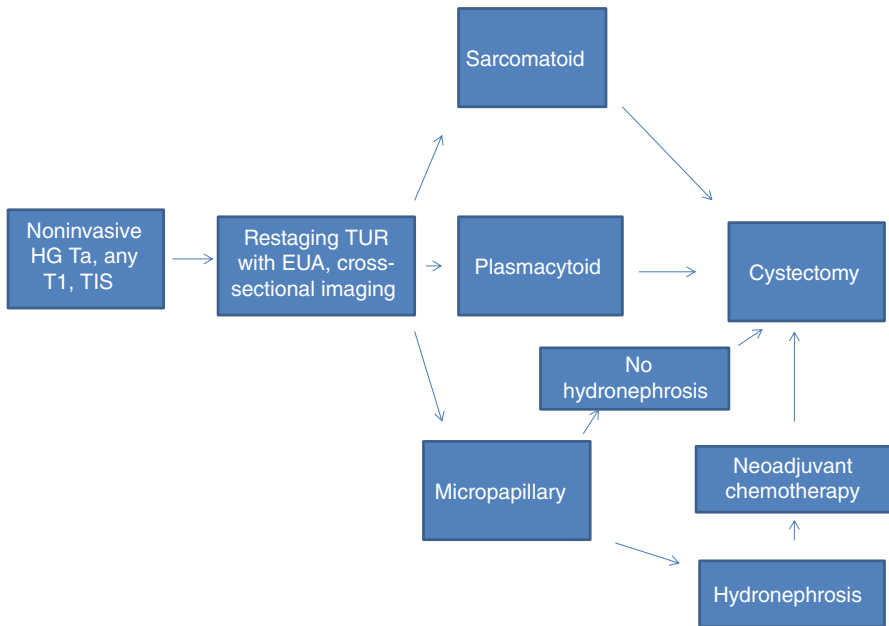 Sarcomatoid
Noninvasive
HG Ta, any
T1, TIS
Restaging TUR
with EUA, cross-
sectional imaging
Plasmacytoid
Cystectomy
No
hydronephrosis
Micropapillary
Neoadjuvant
chemotherapy
Hydronephrosis